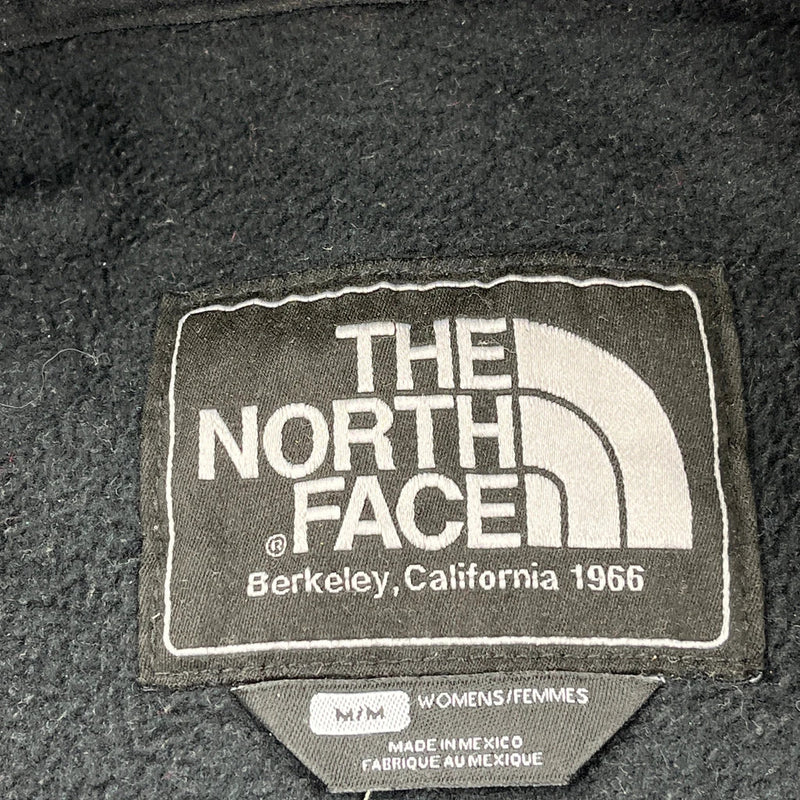 THE
NORTH
® FACE
Berkeley, California 1966
M/M WOMENS/FEMMES
MADE IN MEXICO
FABRIQUE AU MEXIQUE